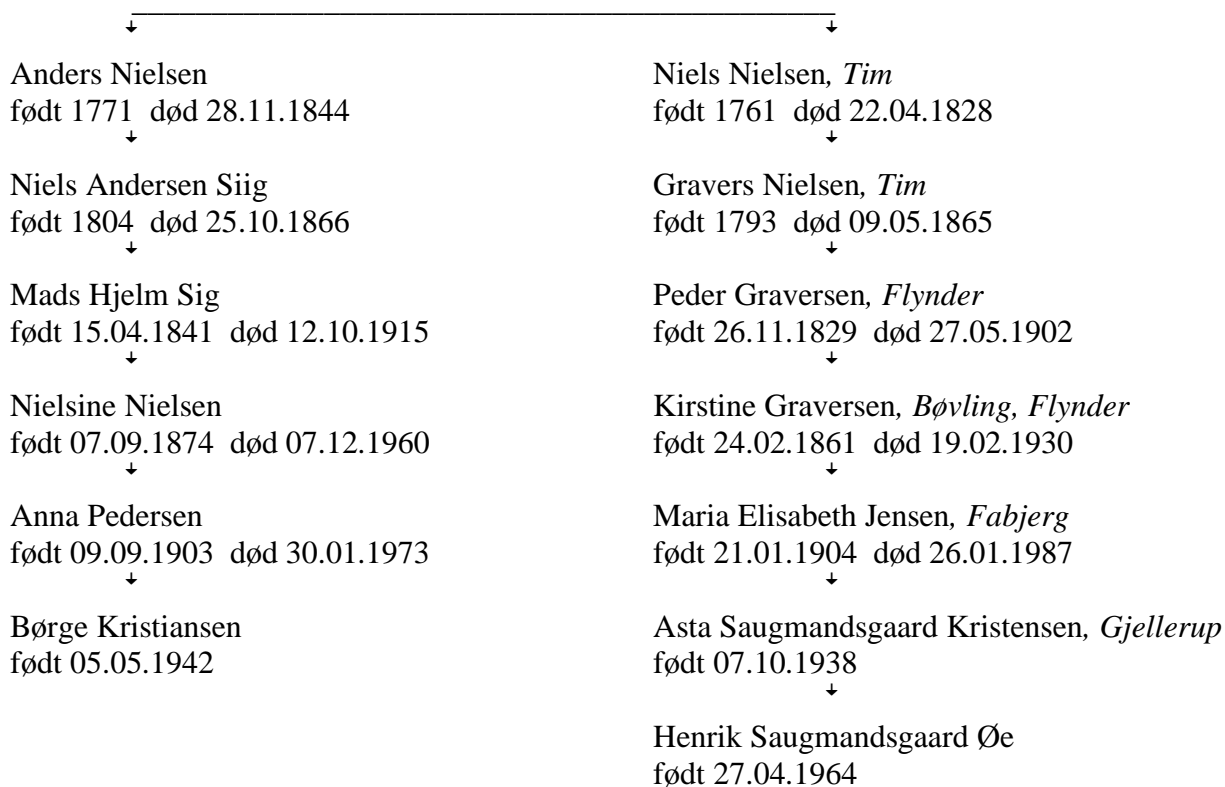 Anders Nielsen
født 1771 død 28.11.1844
Niels Andersen Siig
født 1804 død 25.10.1866
Mads Hjelm Sig
født 15.04.1841 død 12.10.1915
Nielsine Nielsen
født 07.09.1874 død 07.12.1960
Anna Pedersen
født 09.09.1903 død 30.01.1973
Børge Kristiansen
født 05.05.1942
Niels Nielsen, Tim
født 1761 død 22.04.1828
Gravers Nielsen, Tim
født 1793 død 09.05.1865
Peder Graversen, Flynder
født 26.11.1829 død 27.05.1902
Kirstine Graversen, Bøvling, Flynder
født 24.02.1861 død 19.02.1930
Maria Elisabeth Jensen, Fabjerg
født 21.01.1904 død 26.01.1987
Asta Saugmandsgaard Kristensen, Gjellerup
født 07.10.1938
Henrik Saugmandsgaard Øe
født 27.04.1964